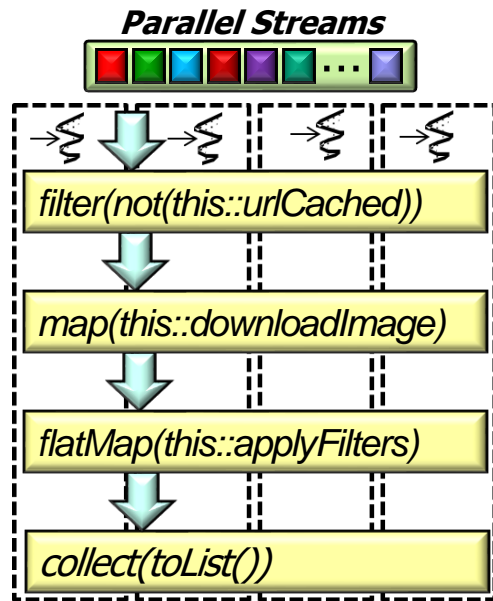 Parallel Streams
...
filter(not(this::urlCached))
map(this::downloadImage)
flatMap(this::applyFilters)
collect(toList())